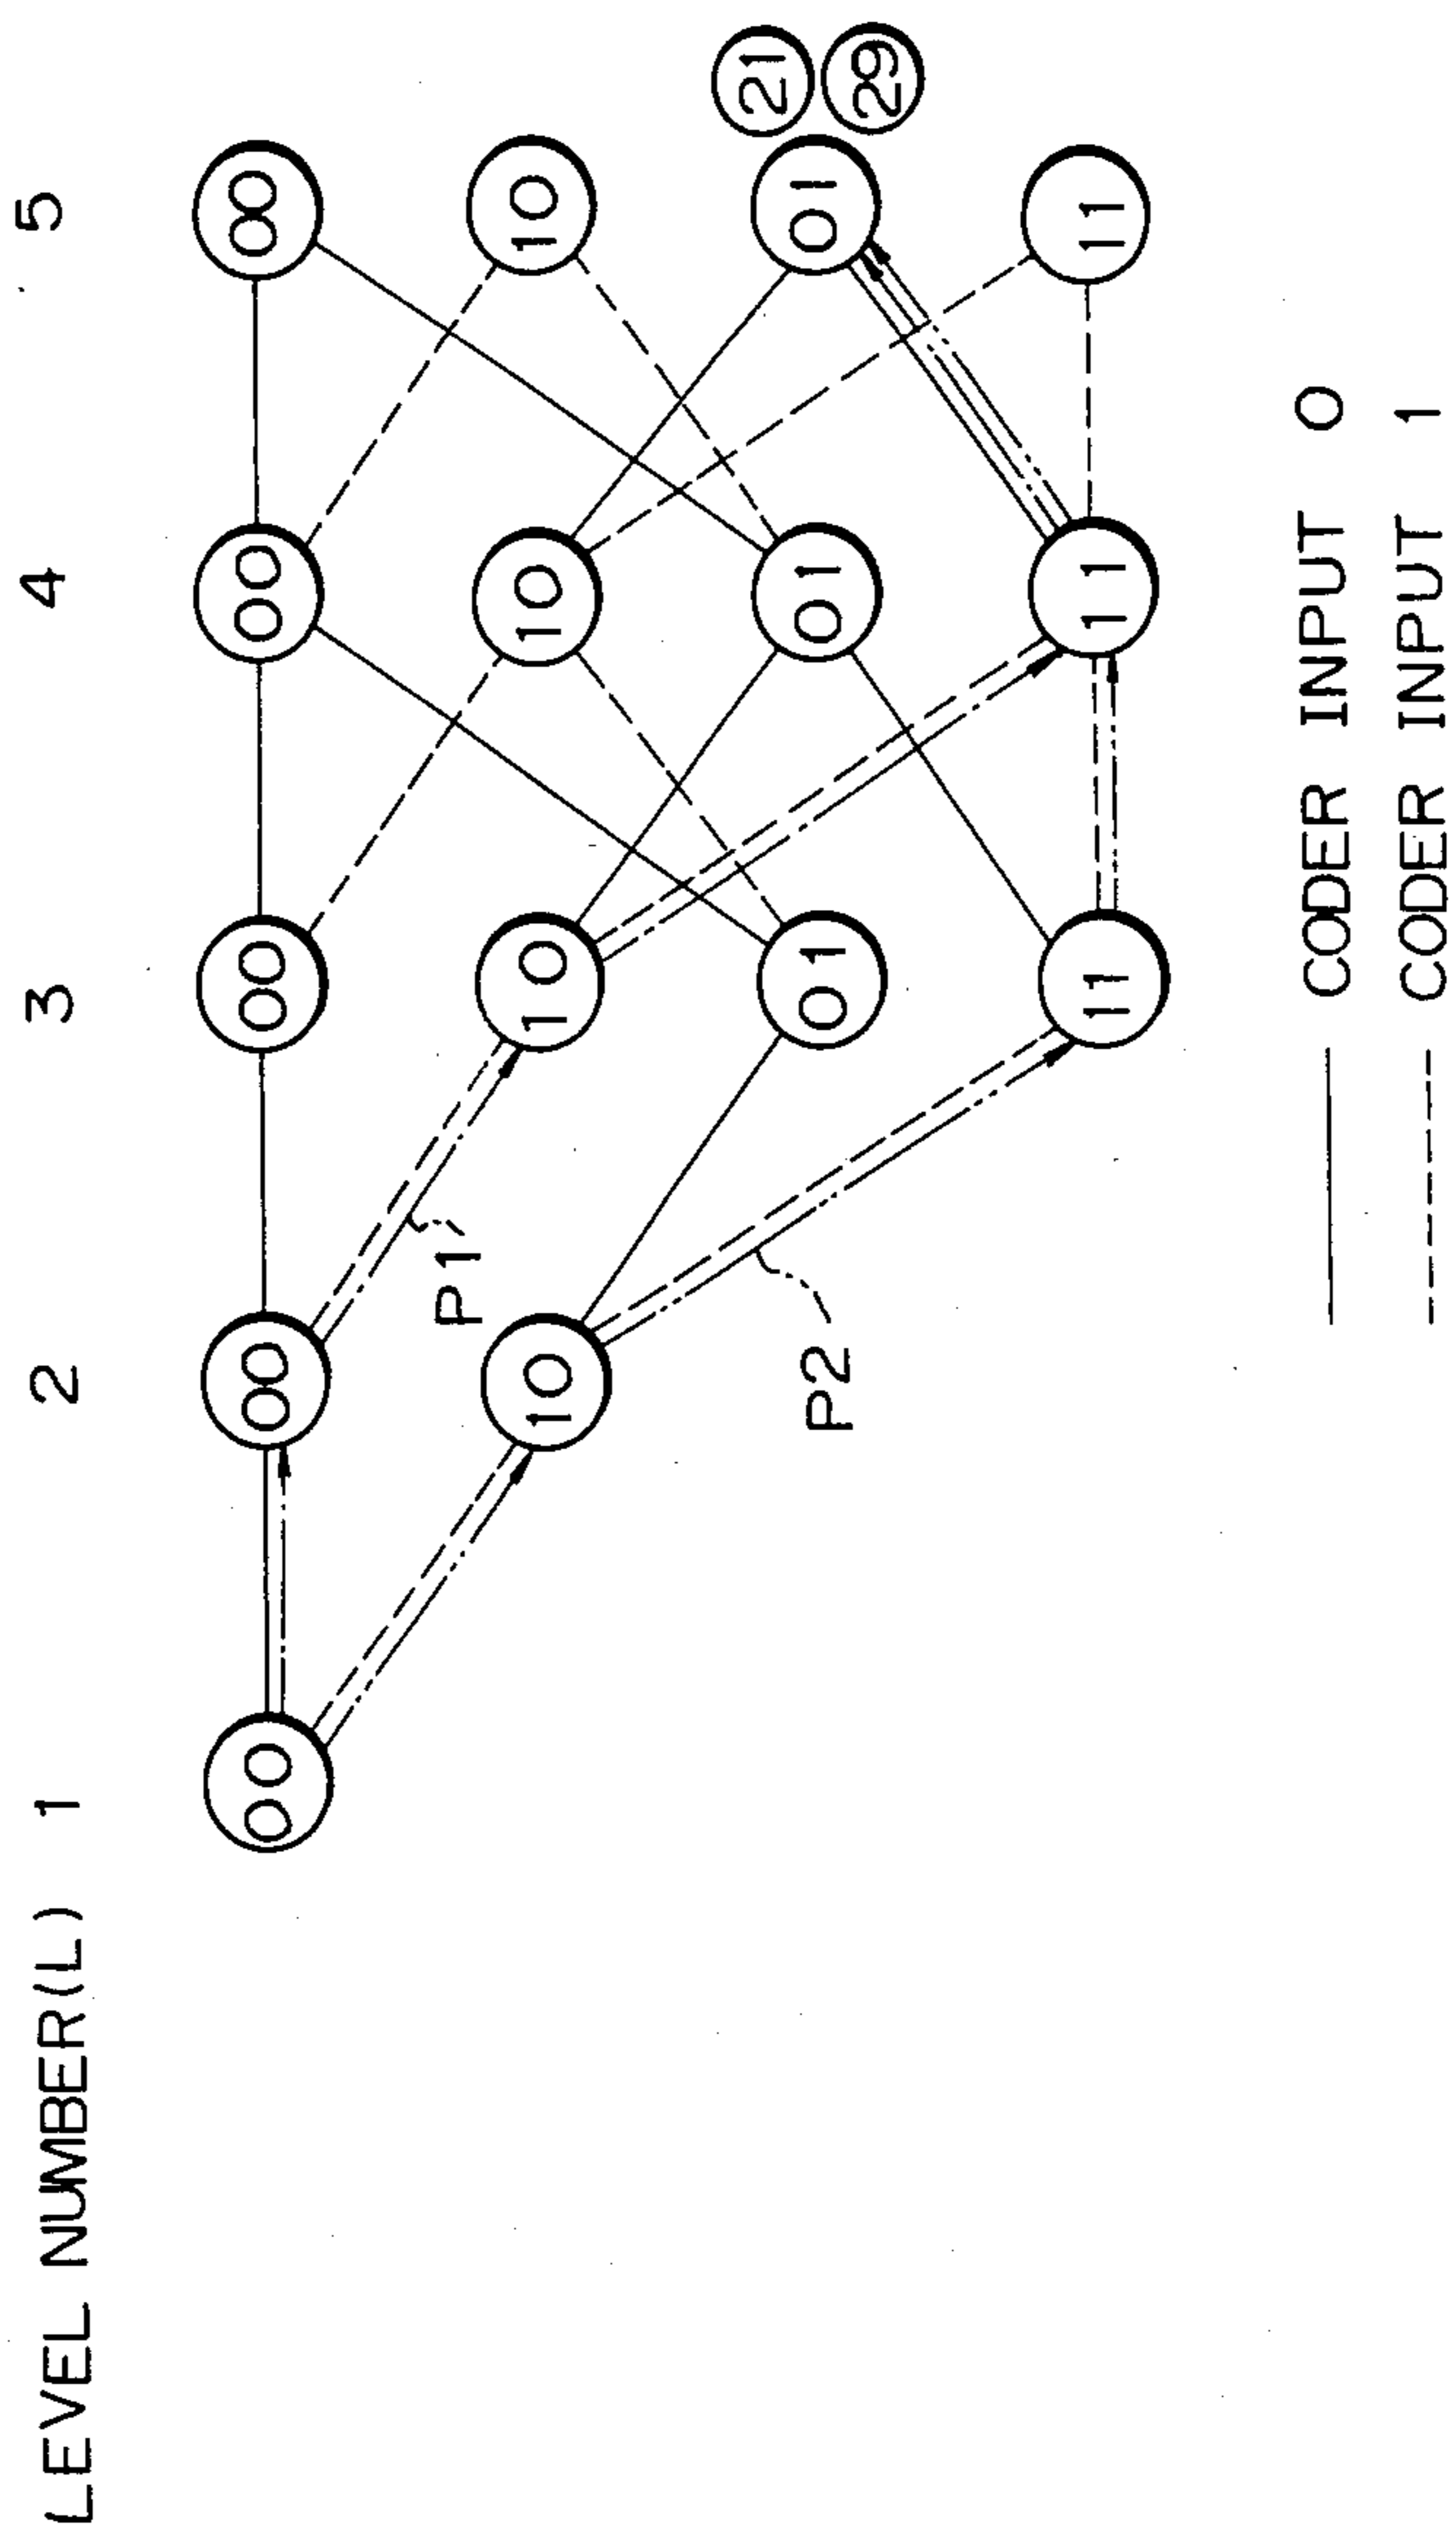 LEVEL NUMBER(L) 1 2 3 4 5
00 00 00 00 00
10 10 10 10
01 01 01
11 11 11
21
29
P1
P2
CODER INPUT 0
CODER INPUT 1